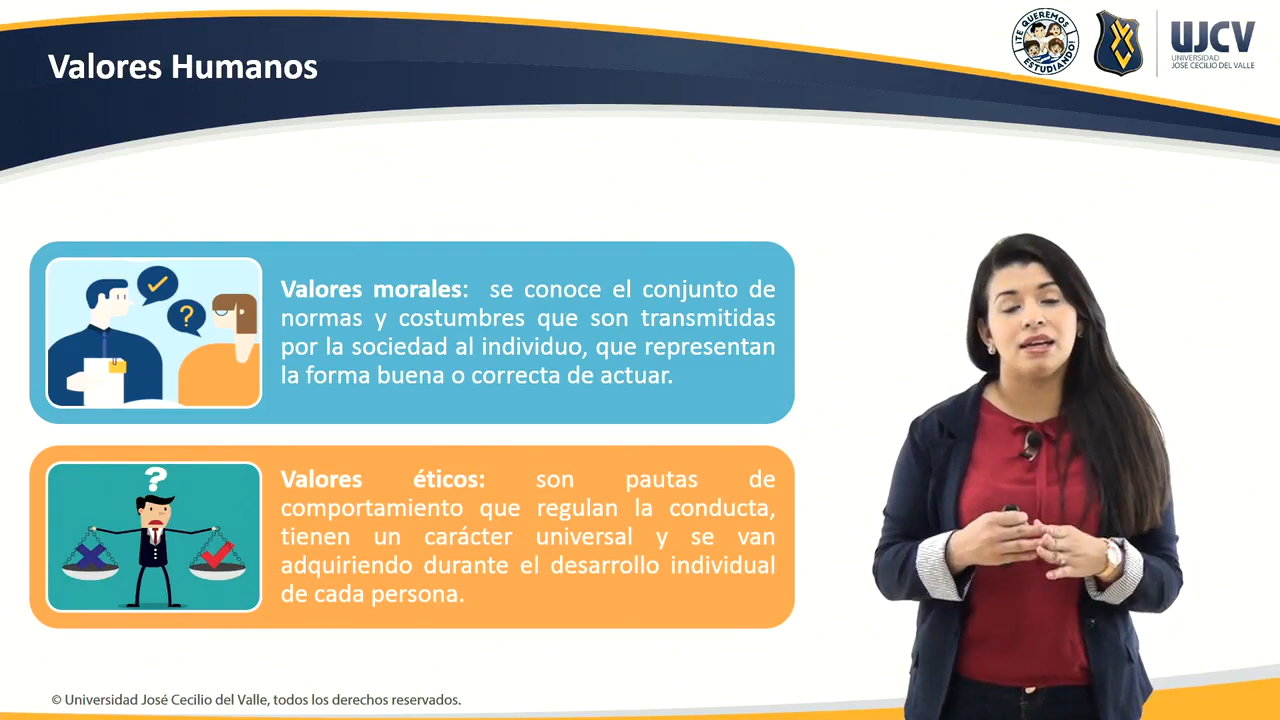 Valores Humanos
¡TE QUEREMOS
ESTUDIANDO!
UJCV
UNIVERSIDAD
JOSÉ CECILIO DEL VALLE
Valores morales: se conoce el conjunto de
normas y costumbres que son transmitidas
por la sociedad al individuo, que representan
la forma buena o correcta de actuar.
?
?
Valores éticos: son pautas de
comportamiento que regulan la conducta,
tienen un carácter universal y se van
adquiriendo durante el desarrollo individual
de cada persona.
© Universidad José Cecilio del Valle, todos los derechos reservados.